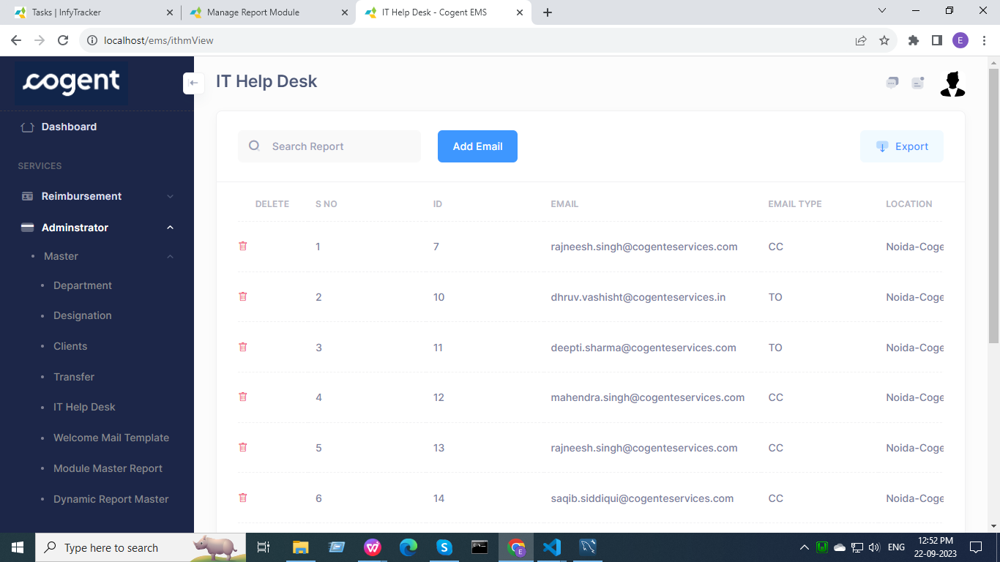 Tasks | InfyTracker
Manage Report Module
IT Help Desk - Cogent EMS
localhost/ems/ithmView
E
cogent
IT Help Desk
Dashboard
SERVICES
Reimbursement
Adminstrator
Master
Department
Designation
Clients
Transfer
IT Help Desk
Welcome Mail Template
Module Master Report
Dynamic Report Master
Search Report
Add Email
Export
DELETE S NO ID EMAIL EMAIL TYPE LOCATION
1 7 rajneesh.singh@cogenteservices.com CC Noida-Coge
2 10 dhruv.vashisht@cogenteservices.in TO Noida-Coge
3 11 deepti.sharma@cogenteservices.com TO Noida-Coge
4 12 mahendra.singh@cogenteservices.com CC Noida-Coge
5 13 rajneesh.singh@cogenteservices.com CC Noida-Coge
6 14 saqib.siddiqui@cogenteservices.com CC Noida-Coge
Type here to search
ENG
12:52 PM
22-09-2023